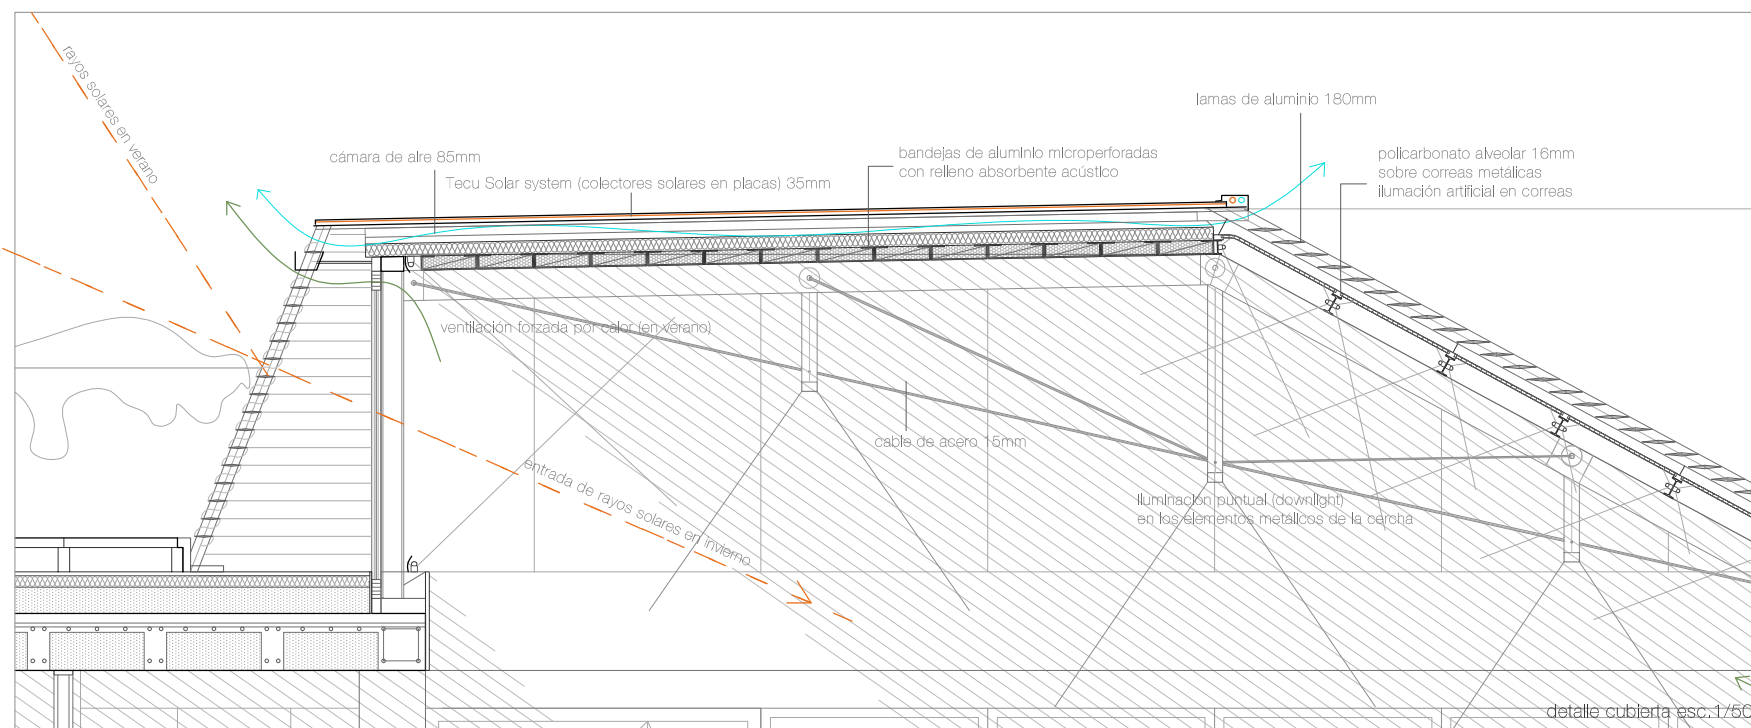 rayos solares en verano
lamas de aluminio 180mm
cámara de aire 85mm
Tecu Solar system (colectores solares en placas) 35mm
bandejas de aluminio microperforadas
con relleno absorbente acústico
policarbonato alveolar 16mm
sobre correas metálicas
ilumación artificial en correas
ventilación forzada por calor (en verano)
cable de acero 15mm
entrada de rayos solares en invierno
iluminación puntual (downlight)
en los elementos metálicos de la cercha
detalle cubierta esc.1/50